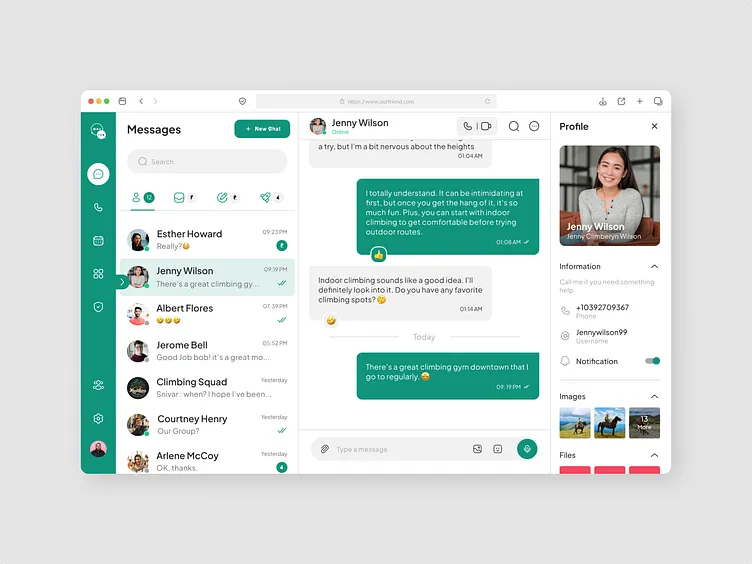 https://www.ourfriend.com
Messages
+ New Chat
Search
12
4
Esther Howard
09:23 PM
Really?😂
Jenny Wilson
09:19 PM
There's a great climbing gy...
Albert Flores
07.39 PM
🤣🤣🤣
Jerome Bell
05.52 PM
Good Job bob! it's a great mo...
Climbing Squad
Yesterday
Snivar : when? I hope I've been...
Courtney Henry
Yesterday
Our Group?
Arlene McCoy
Yesterday
OK, thanks.
4
Jenny Wilson
Online
a try, but I'm a bit nervous about the heights
01:04 AM
I totally understand. It can be intimidating at
first, but once you get the hang of it, it's so
much fun. Plus, you can start with indoor
climbing to get comfortable before trying
outdoor routes.
01:08 AM
👍
Indoor climbing sounds like a good idea. I'll
definitely look into it. Do you have any favorite
climbing spots? 🤔
01:14 AM
🤣
Today
There's a great climbing gym downtown that I
go to regularly. 🤩
09: 19 PM
Type a message
Profile
Jenny Wilson
Jenny Climberyn Wilson
Information
Call me if you need something
help
+10392709367
Phone
Jennywilson99
Username
Notification
Images
13
More
Files